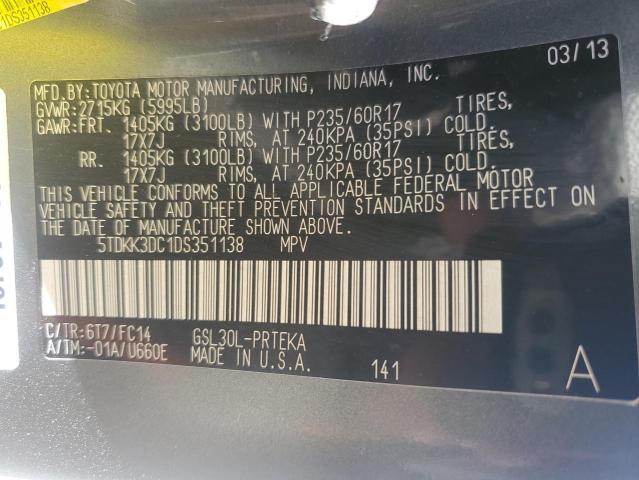 1DS351138
MFD. BY: TOYOTA MOTOR MANUFACTURING, INDIANA, INC. 03/13
GVWR: 2715KG (5995LB)
GAWR: FRT. 1405KG (3100LB) WITH P235/60R17 TIRES,
17X7J RIMS, AT 240KPA (35PSI) COLD.
RR. 1405KG (3100LB) WITH P235/60R17 TIRES,
17X7J RIMS, AT 240KPA (35PSI) COLD.
THIS VEHICLE CONFORMS TO ALL APPLICABLE FEDERAL MOTOR
VEHICLE SAFETY AND THEFT PREVENTION STANDARDS IN EFFECT
ON THE DATE OF MANUFACTURE SHOWN ABOVE.
5TDKK3DC1DS351138 MPV
C/TR: 6T7/FC14 GSL30L-PRTEKA
A/TM: -01A/U660E MADE IN U.S.A.
141 A